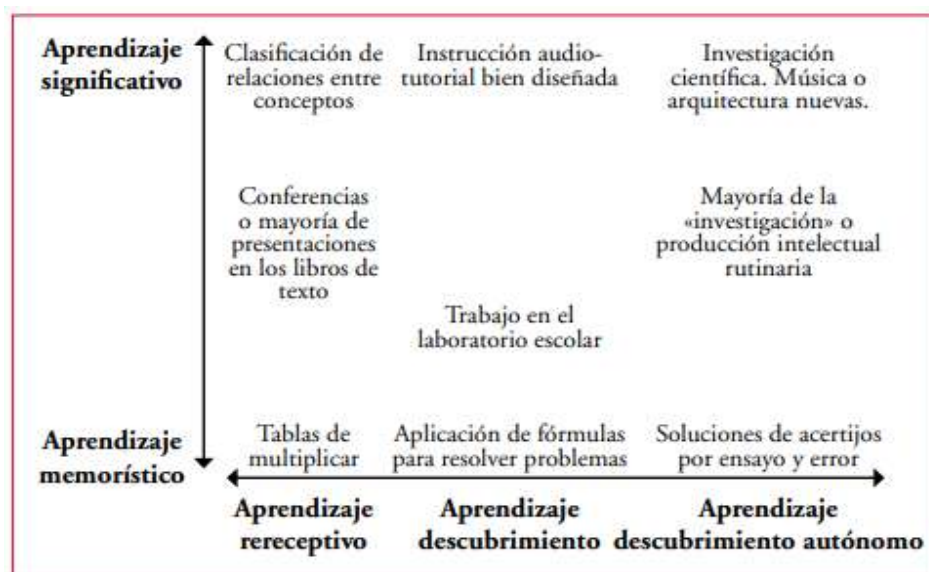 Aprendizaje
significativo
Clasificación de
relaciones entre
conceptos
Instrucción audio-
tutorial bien diseñada
Investigación
científica. Música o
arquitectura nuevas.
Conferencias
o mayoría de
presentaciones
en los libros de
texto
Mayoría de la
«investigación» o
producción intelectual
rutinaria
Trabajo en el
laboratorio escolar
Aprendizaje
memorístico
Tablas de
multiplicar
Aplicación de fórmulas
para resolver problemas
Soluciones de acertijos
por ensayo y error
Aprendizaje
rereceptivo
Aprendizaje
descubrimiento
Aprendizaje
descubrimiento autónomo